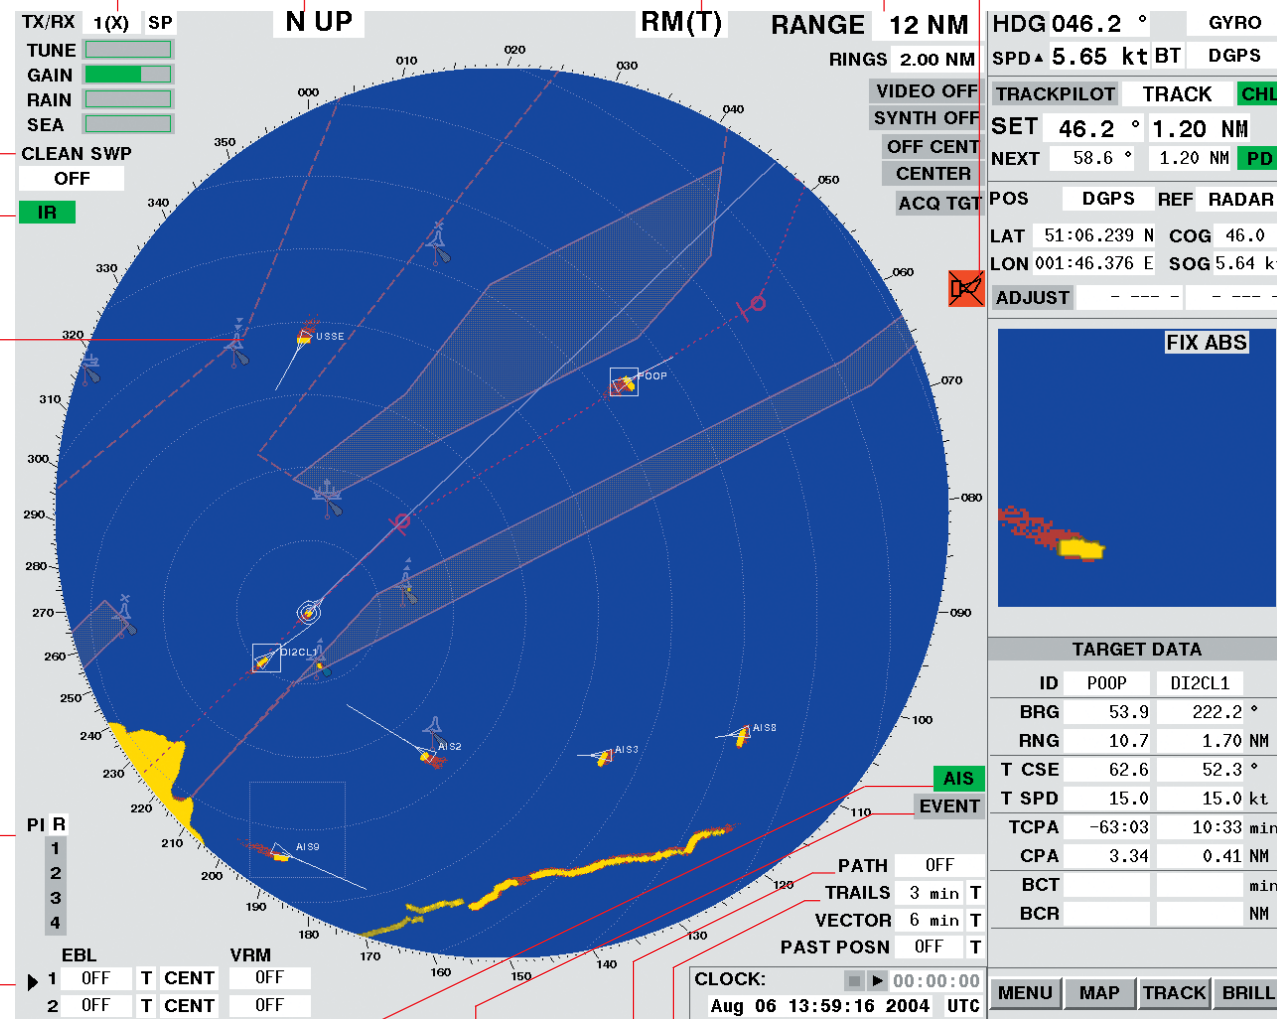 TX/RX 1(X) SP N UP RM(T) RANGE 12 NM
TUNE
GAIN
RAIN
SEA
CLEAN SWP
OFF
IR
RINGS 2.00 NM
VIDEO OFF
SYNTH OFF
OFF CENT
CENTER
ACQ TGT
000
010
020
030
040
050
060
070
080
090
100
110
120
130
140
150
160
170
180
190
200
210
220
230
240
250
260
270
280
290
300
310
320
330
340
350
USSE
POOP
DI2CL1
AIS2
AIS3
AIS8
AIS9
PI R
1
2
3
4
EBL VRM
1 OFF T CENT OFF
2 OFF T CENT OFF
AIS
EVENT
PATH OFF
TRAILS 3 min T
VECTOR 6 min T
PAST POSN OFF T
CLOCK: 00:00:00
Aug 06 13:59:16 2004 UTC
HDG 046.2 ° GYRO
SPD 5.65 kt BT DGPS
TRACKPILOT TRACK CHL
SET 46.2 ° 1.20 NM
NEXT 58.6 ° 1.20 NM PD
POS DGPS REF RADAR
LAT 51:06.239 N COG 46.0
LON 001:46.376 E SOG 5.64 kt
ADJUST - --- - - --- -
FIX ABS
TARGET DATA
ID POOP DI2CL1
BRG 53.9 222.2 °
RNG 10.7 1.70 NM
T CSE 62.6 52.3 °
T SPD 15.0 15.0 kt
TCPA -63:03 10:33 min
CPA 3.34 0.41 NM
BCT min
BCR NM
MENU MAP TRACK BRILL